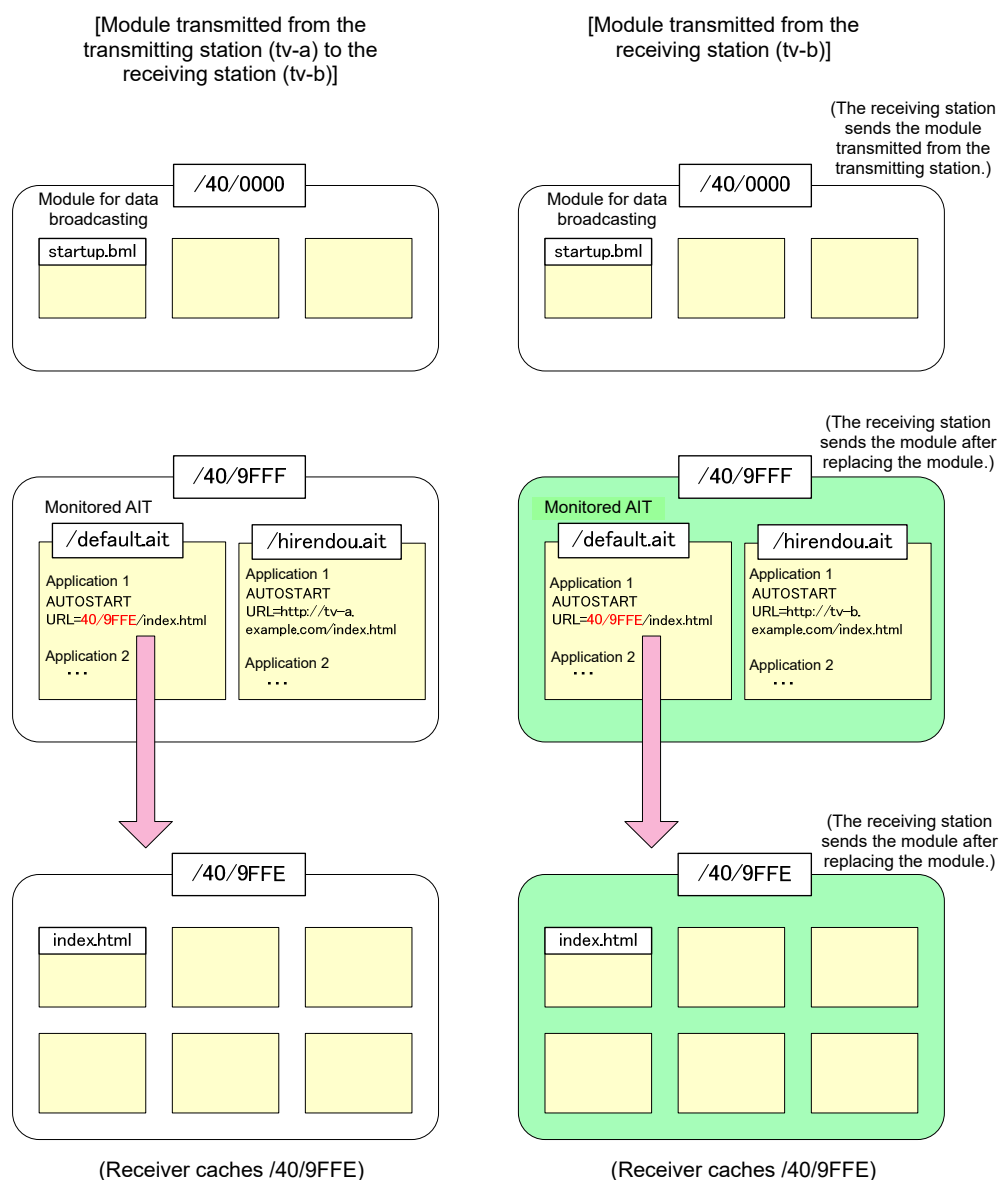 [Module transmitted from the
transmitting station (tv-a) to the
receiving station (tv-b)]
[Module transmitted from the
receiving station (tv-b)]
(The receiving station
sends the module
transmitted from the
transmitting station.)
/40/0000
Module for data
broadcasting
startup.bml
/40/0000
Module for data
broadcasting
startup.bml
(The receiving station
sends the module after
replacing the module.)
/40/9FFF
Monitored AIT
/default.ait
Application 1
AUTOSTART
URL=40/9FFE/index.html
Application 2
･･･
/hirendou.ait
Application 1
AUTOSTART
URL=http://tv-a.
example.com/index.html
Application 2
･･･
/40/9FFF
Monitored AIT
/default.ait
Application 1
AUTOSTART
URL=40/9FFE/index.html
Application 2
･･･
/hirendou.ait
Application 1
AUTOSTART
URL=http://tv-b.
example.com/index.html
Application 2
･･･
(The receiving station
sends the module after
replacing the module.)
/40/9FFE
index.html
/40/9FFE
index.html
(Receiver caches /40/9FFE)
(Receiver caches /40/9FFE)